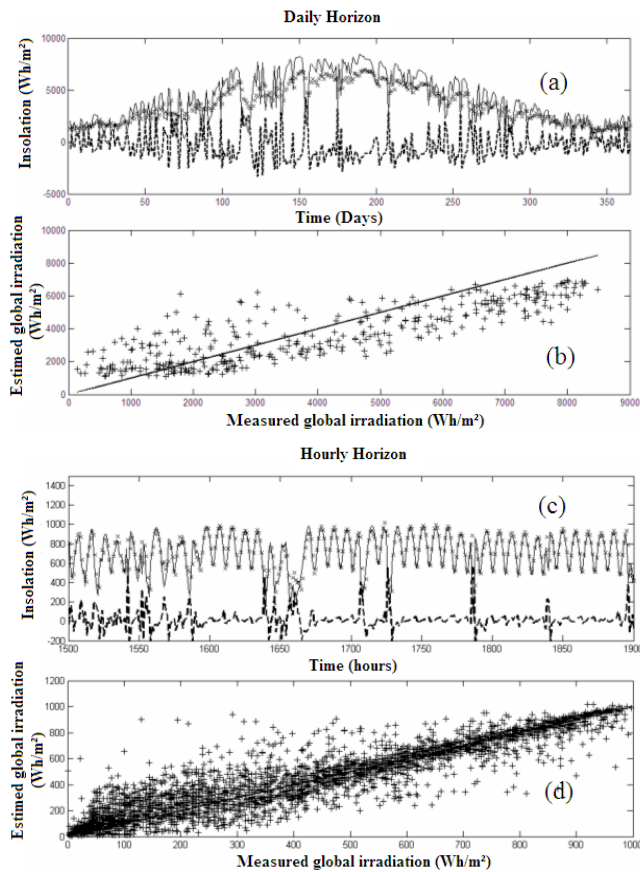 Daily Horizon
Insolation (Wh/m²)
10000
5000
0
-5000
(a)
0 50 100 150 200 250 300 350
Time (Days)
Estimed global irradiation
(Wh/m²)
10000
8000
6000
4000
2000
0
(b)
0 1000 2000 3000 4000 5000 6000 7000 8000 9000
Measured global irradiation (Wh/m²)
Hourly Horizon
Insolation (Wh/m²)
1400
1200
1000
800
600
400
200
0
-200
(c)
1500 1600 1650 1700 1750 1800 1850 1900
Time (hours)
Estimed global irradiation
(Wh/m²)
1200
1000
800
600
400
200
0
(d)
0 100 200 300 400 500 600 700 800 900 1000
Measured global irradiation (Wh/m²)